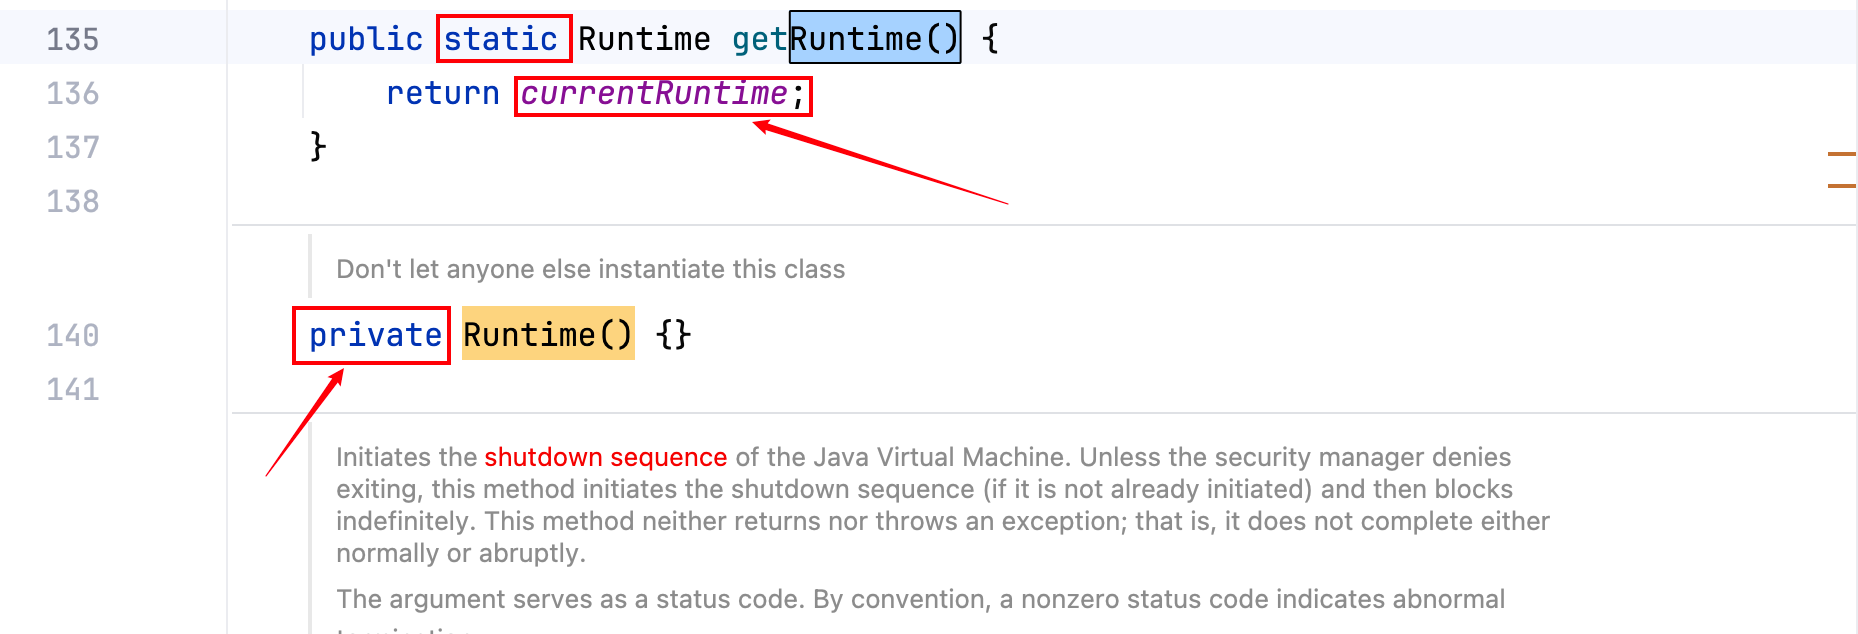 135 public static Runtime getRuntime() {
136 return currentRuntime;
137 }
138
Don't let anyone else instantiate this class
140 private Runtime() {}
141
Initiates the shutdown sequence of the Java Virtual Machine. Unless the security manager denies
exiting, this method initiates the shutdown sequence (if it is not already initiated) and then blocks
indefinitely. This method neither returns nor throws an exception; that is, it does not complete either
normally or abruptly.
The argument serves as a status code. By convention, a nonzero status code indicates abnormal